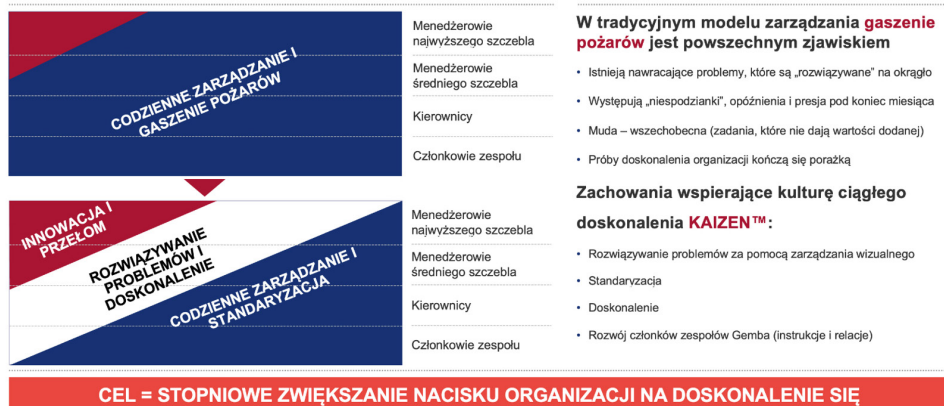 CODZIENNE ZARZĄDZANIE I
GASZENIE POŻARÓW
Menedżerowie
najwyższego szczebla
Menedżerowie
średniego szczebla
Kierownicy
Członkowie zespołu
INNOWACJA I
PRZEŁOM
ROZWIĄZYWANIE
PROBLEMÓW I
DOSKONALENIE
CODZIENNE ZARZĄDZANIE I
STANDARYZACJA
Menedżerowie
najwyższego szczebla
Menedżerowie
średniego szczebla
Kierownicy
Członkowie zespołu
W tradycyjnym modelu zarządzania gaszenie
pożarów jest powszechnym zjawiskiem
• Istnieją nawracające problemy, które są „rozwiązywane” na okrągło
• Występują „niespodzianki”, opóźnienia i presja pod koniec miesiąca
• Muda – wszechobecna (zadania, które nie dają wartości dodanej)
• Próby doskonalenia organizacji kończą się porażką
Zachowania wspierające kulturę ciągłego
doskonalenia KAIZEN™:
• Rozwiązywanie problemów za pomocą zarządzania wizualnego
• Standaryzacja
• Doskonalenie
• Rozwój członków zespołów Gemba (instrukcje i relacje)
CEL = STOPNIOWE ZWIĘKSZANIE NACISKU ORGANIZACJI NA DOSKONALENIE SIĘ